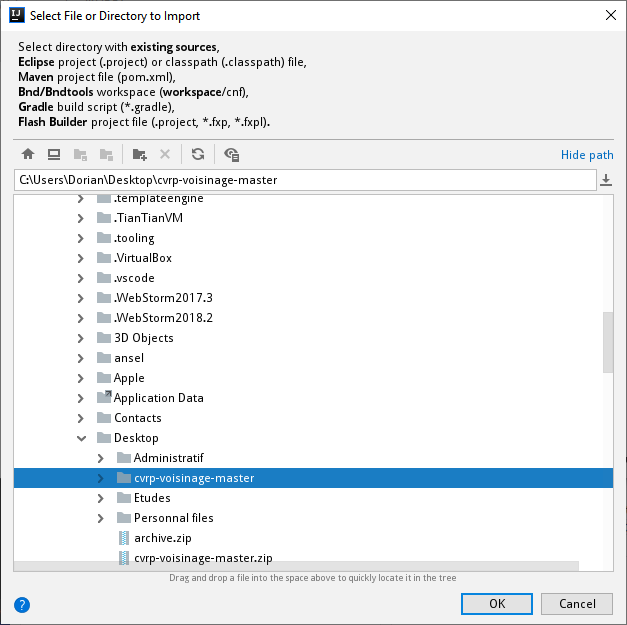 IJ Select File or Directory to Import
Select directory with existing sources,
Eclipse project (.project) or classpath (.classpath) file,
Maven project file (pom.xml),
Bnd/Bndtools workspace (workspace/cnf),
Gradle build script (*.gradle),
Flash Builder project file (.project, *.fxp, *.fxpl).
Hide path
C:\Users\Dorian\Desktop\cvrp-voisinage-master
.templateengine
.TianTianVM
.tooling
.VirtualBox
.vscode
.WebStorm2017.3
.WebStorm2018.2
3D Objects
ansel
Apple
Application Data
Contacts
Desktop
Administratif
cvrp-voisinage-master
Etudes
Personnal files
archive.zip
cvrp-voisinage-master.zip
Drag and drop a file into the space above to quickly locate it in the tree
? OK Cancel